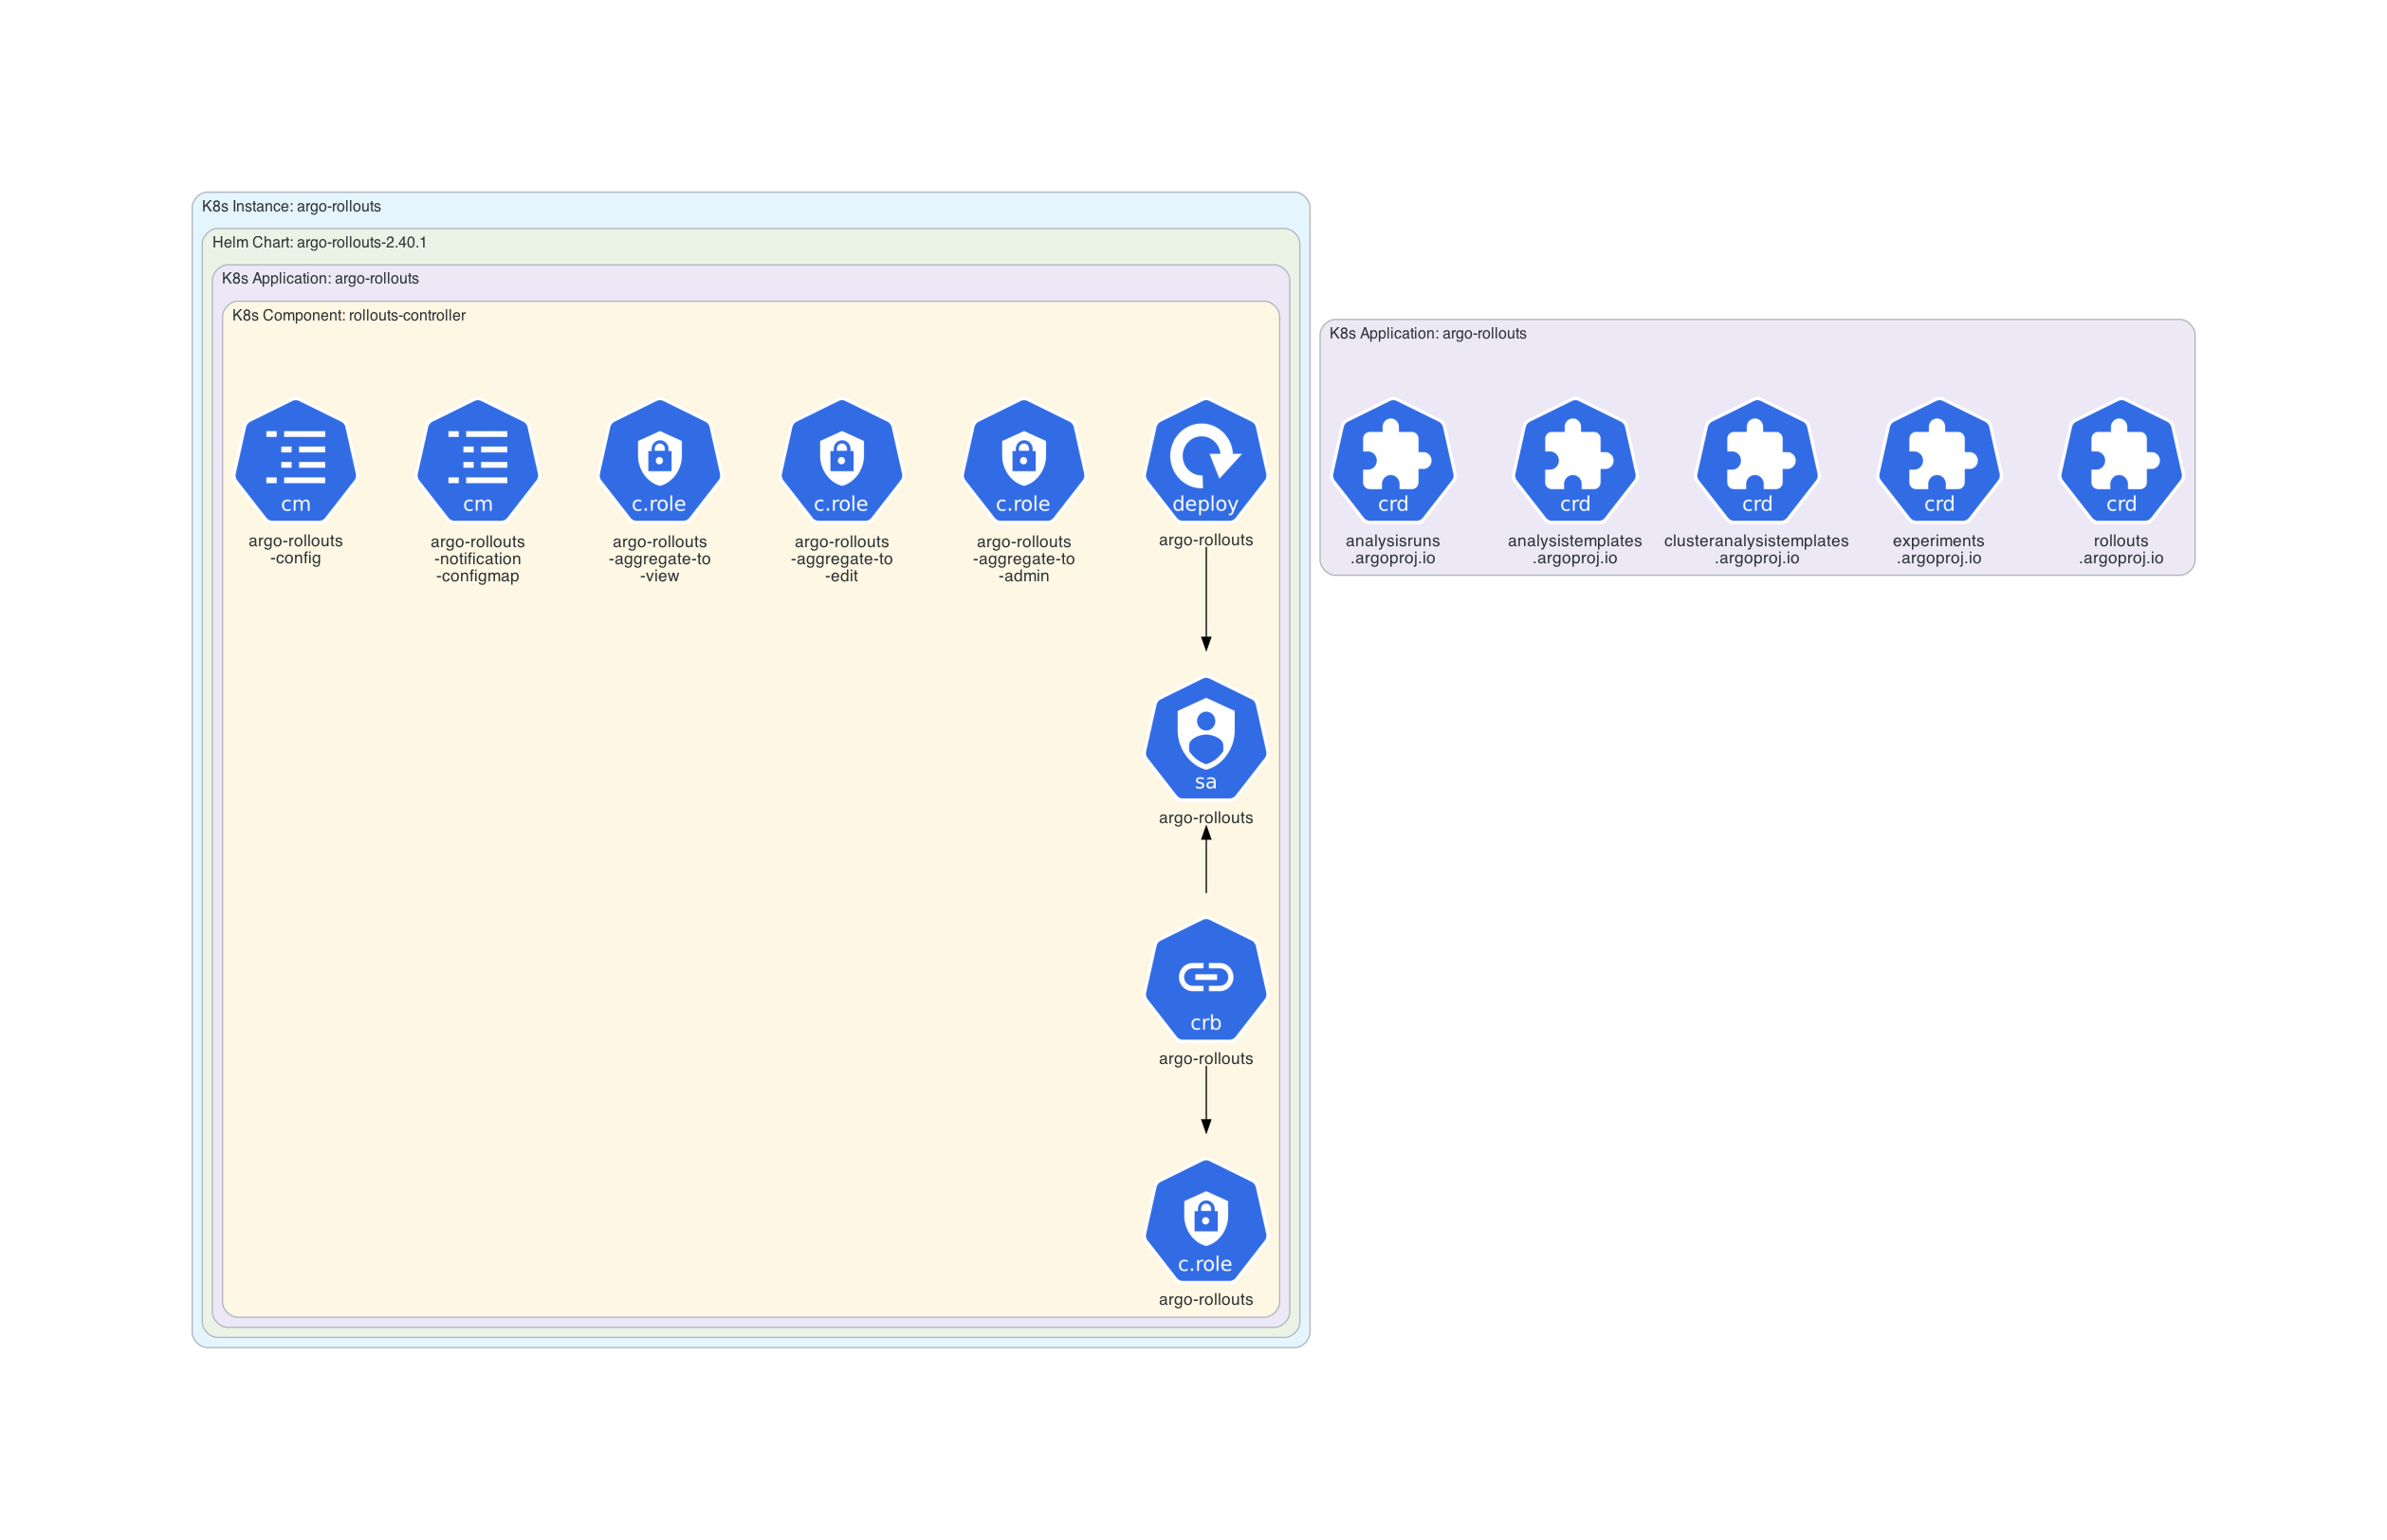 K8s Instance: argo-rollouts
Helm Chart: argo-rollouts-2.40.1
K8s Application: argo-rollouts
K8s Component: rollouts-controller
cm
argo-rollouts
-config
cm
argo-rollouts
-notification
-configmap
c.role
argo-rollouts
-aggregate-to
-view
c.role
argo-rollouts
-aggregate-to
-edit
c.role
argo-rollouts
-aggregate-to
-admin
deploy
argo-rollouts
sa
argo-rollouts
crb
argo-rollouts
c.role
argo-rollouts
K8s Application: argo-rollouts
crd
analysisruns
.argoproj.io
crd
analysistemplates
.argoproj.io
crd
clusteranalysistemplates
.argoproj.io
crd
experiments
.argoproj.io
crd
rollouts
.argoproj.io